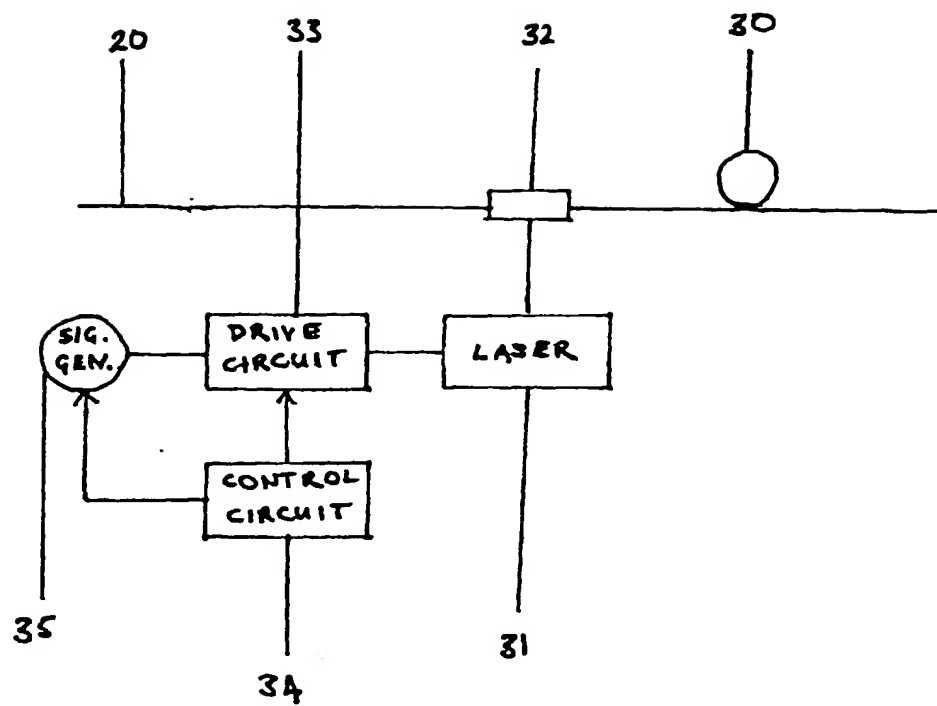 20
33
32
30
SIG.
GEN.
DRIVE
CIRCUIT
LASER
CONTROL
CIRCUIT
35
34
31